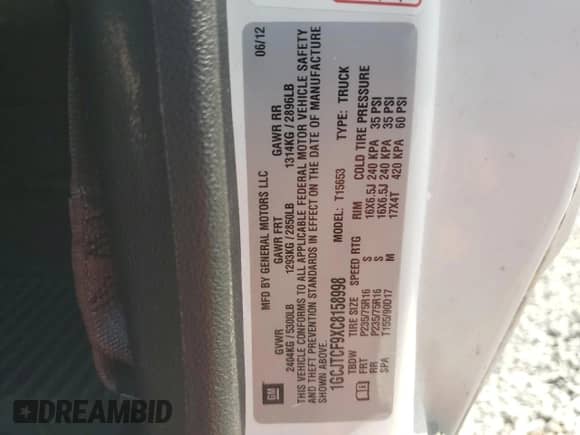 MFD BY GENERAL MOTORS LLC 06/12
GVWR GAWR FRT GAWR RR
2404KG / 5300LB 1293KG / 2850LB 1314KG / 2896LB
THIS VEHICLE CONFORMS TO ALL APPLICABLE FEDERAL MOTOR VEHICLE SAFETY
AND THEFT PREVENTION STANDARDS IN EFFECT ON THE DATE OF MANUFACTURE
SHOWN ABOVE.
GM
1GCJTCF9XC8158998 MODEL: T15653 TYPE: TRUCK
TBDW TIRE SIZE SPEED RTG RIM COLD TIRE PRESSURE
FRT P235/75R16 S 16X6.5J 240 KPA 35 PSI
RR P235/75R16 S 16X6.5J 240 KPA 35 PSI
SPA T155/90D17 M 17X4T 420 KPA 60 PSI
DREAMBID